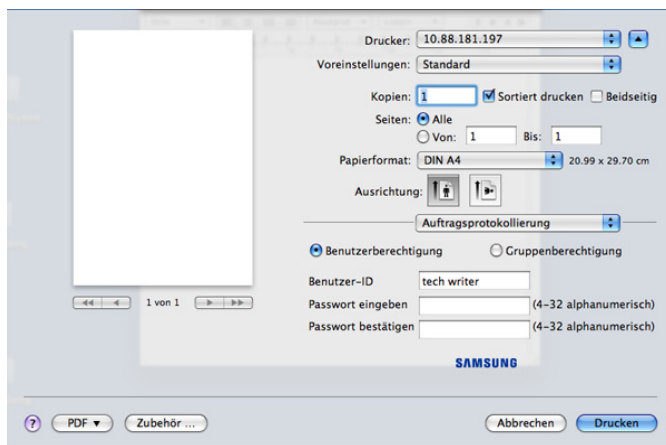 Drucker: 10.88.181.197
Voreinstellungen: Standard
Kopien: 1 Sortiert drucken Beidseitig
Seiten: Alle
Von: 1 Bis: 1
Papierformat: DIN A4 20.99 x 29.70 cm
Ausrichtung:
Auftragsprotokollierung
Benutzerberechtigung Gruppenberechtigung
Benutzer-ID tech writer
1 von 1
Passwort eingeben (4-32 alphanumerisch)
Passwort bestätigen (4-32 alphanumerisch)
SAMSUNG
? PDF Zubehör ... Abbrechen Drucken